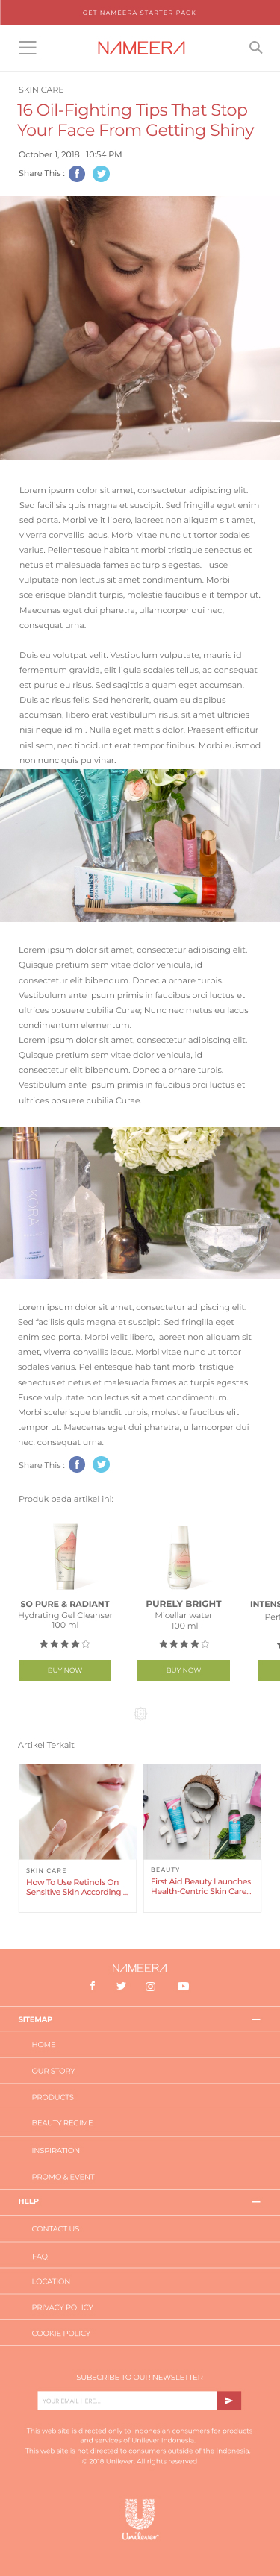 GET NAMEERA STARTER PACK
NAMEERA
SKIN CARE
16 Oil-Fighting Tips That Stop
Your Face From Getting Shiny
October 1, 2018 10:54 PM
Share This :
Lorem ipsum dolor sit amet, consectetur adipiscing elit.
Sed facilisis quis magna et suscipit. Sed fringilla eget enim
sed porta. Morbi velit libero, laoreet non aliquam sit amet,
viverra convallis lacus. Morbi vitae nunc ut tortor sodales
varius. Pellentesque habitant morbi tristique senectus et
netus et malesuada fames ac turpis egestas. Fusce
vulputate non lectus sit amet condimentum. Morbi
scelerisque blandit turpis, molestie faucibus elit tempor ut.
Maecenas eget dui pharetra, ullamcorper dui nec,
consequat urna.
Duis eu volutpat velit. Vestibulum vulputate, mauris id
fermentum gravida, elit ligula sodales tellus, ac consequat
est purus eu risus. Sed sagittis a quam eget accumsan.
Duis ac risus felis. Sed hendrerit, quam eu dapibus
accumsan, libero erat vestibulum risus, sit amet ultricies
nisi neque id mi. Nulla eget mattis dolor. Praesent efficitur
nisl sem, nec tincidunt erat tempor finibus. Morbi euismod
non nunc quis pulvinar.
Lorem ipsum dolor sit amet, consectetur adipiscing elit.
Quisque pretium sem vitae dolor vehicula, id
consectetur elit bibendum. Donec a ornare turpis.
Vestibulum ante ipsum primis in faucibus orci luctus et
ultrices posuere cubilia Curae; Nunc nec metus eu lacus
condimentum elementum.
Lorem ipsum dolor sit amet, consectetur adipiscing elit.
Quisque pretium sem vitae dolor vehicula, id
consectetur elit bibendum. Donec a ornare turpis.
Vestibulum ante ipsum primis in faucibus orci luctus et
ultrices posuere cubilia Curae.
KORA
Lorem ipsum dolor sit amet, consectetur adipiscing elit.
Sed facilisis quis magna et suscipit. Sed fringilla eget
enim sed porta. Morbi velit libero, laoreet non aliquam sit
amet, viverra convallis lacus. Morbi vitae nunc ut tortor
sodales varius. Pellentesque habitant morbi tristique
senectus et netus et malesuada fames ac turpis egestas.
Fusce vulputate non lectus sit amet condimentum.
Morbi scelerisque blandit turpis, molestie faucibus elit
tempor ut. Maecenas eget dui pharetra, ullamcorper dui
nec, consequat urna.
Share This :
Produk pada artikel ini:
SO PURE & RADIANT
Hydrating Gel Cleanser
100 ml
BUY NOW
PURELY BRIGHT
Micellar water
100 ml
BUY NOW
INTENS
Per
Artikel Terkait
SKIN CARE
How To Use Retinols On
Sensitive Skin According ...
BEAUTY
First Aid Beauty Launches
Health-Centric Skin Care...
NAMEERA
SITEMAP
HOME
OUR STORY
PRODUCTS
BEAUTY REGIME
INSPIRATION
PROMO & EVENT
HELP
CONTACT US
FAQ
LOCATION
PRIVACY POLICY
COOKIE POLICY
SUBSCRIBE TO OUR NEWSLETTER
YOUR EMAIL HERE...
This web site is directed only to Indonesian consumers for products
and services of Unilever Indonesia.
This web site is not directed to consumers outside of the Indonesia.
© 2018 Unilever. All rights reserved
Unilever